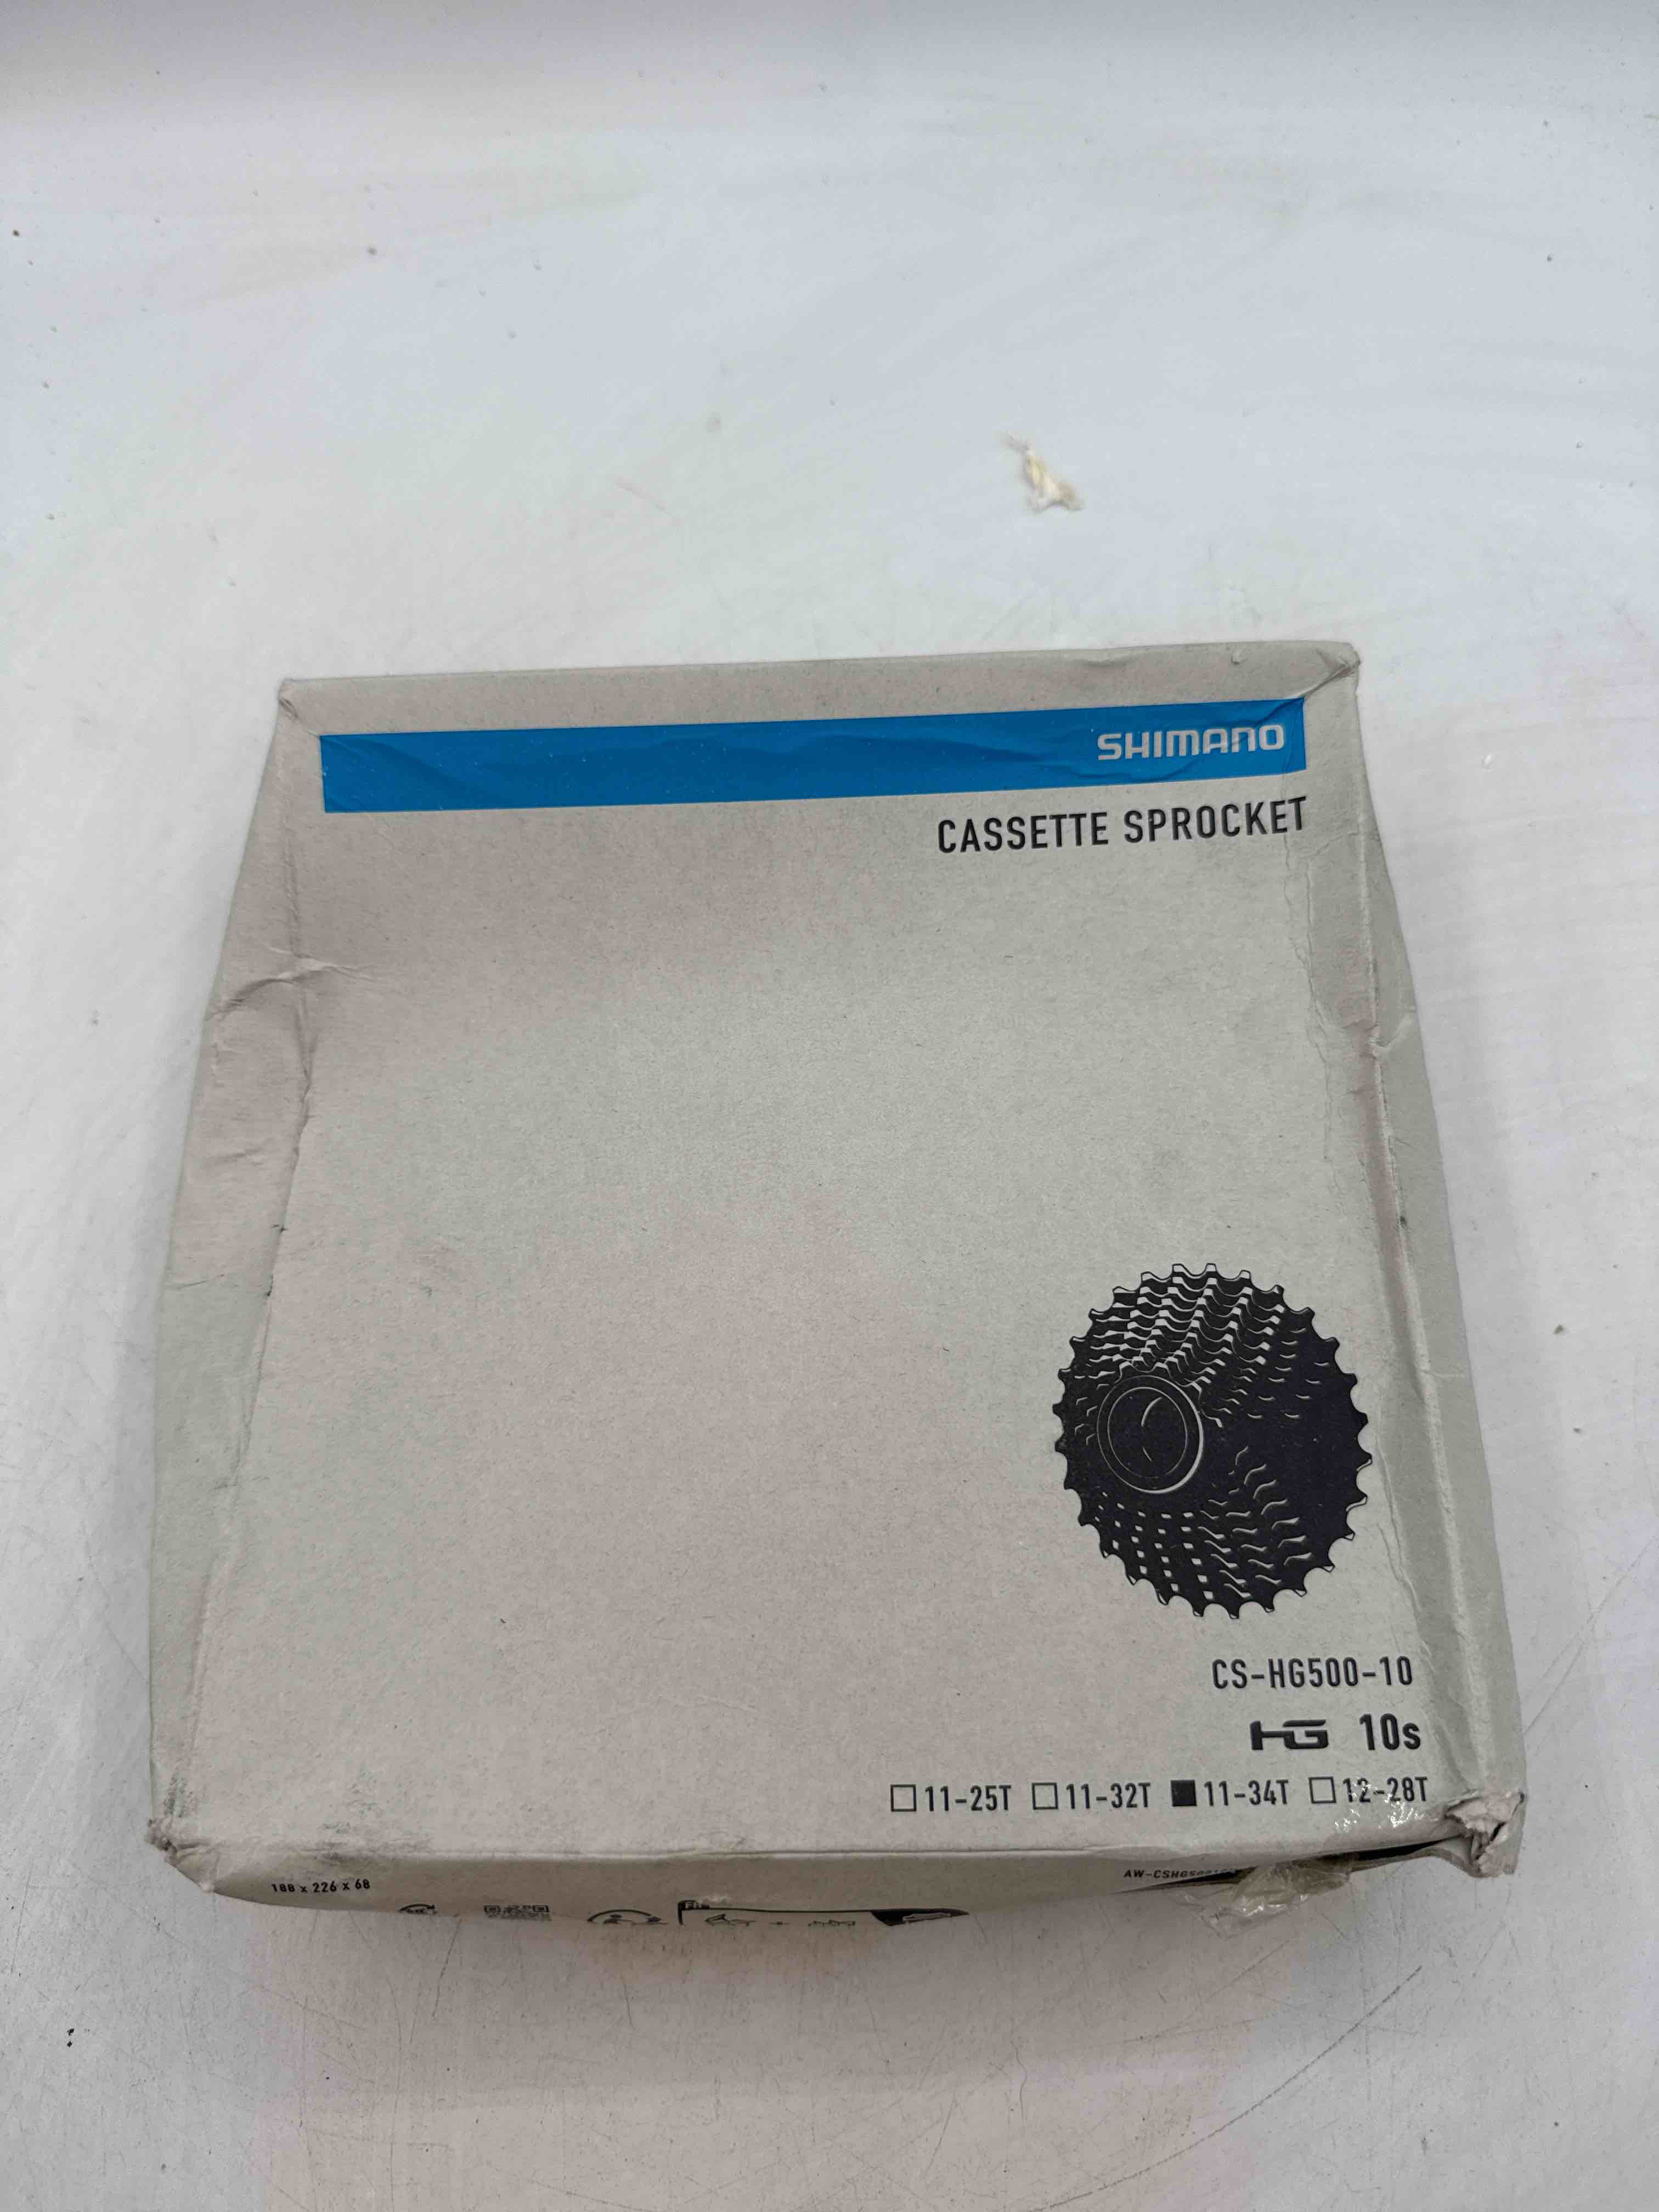 SHIMANO
CASSETTE SPROCKET
CS-HG500-10
HG 10s
□11-25T □11-32T ■11-34T □12-28T
188 x 226 x 68